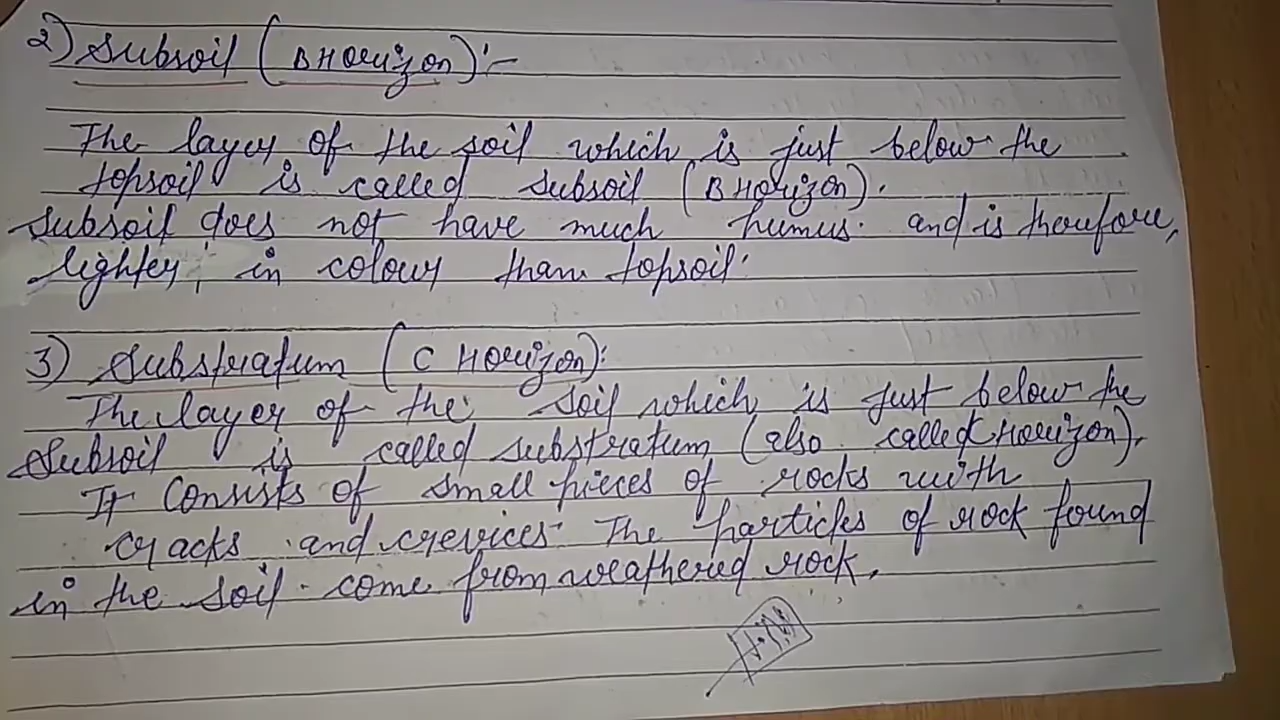 2) Subsoil (B Horizon):-
The layer of the soil which is just below the
topsoil is called subsoil (B Horizon).
Subsoil does not have much humus. and is therefore,
lighter, in colour than topsoil.
3) Substratum (C Horizon):
The layer of the soil which is just below the
Subsoil is called substratum (also called C Horizon).
It consists of small pieces of rocks with
cracks and crevices. The particles of rock found
in the soil. come from weathered rock.